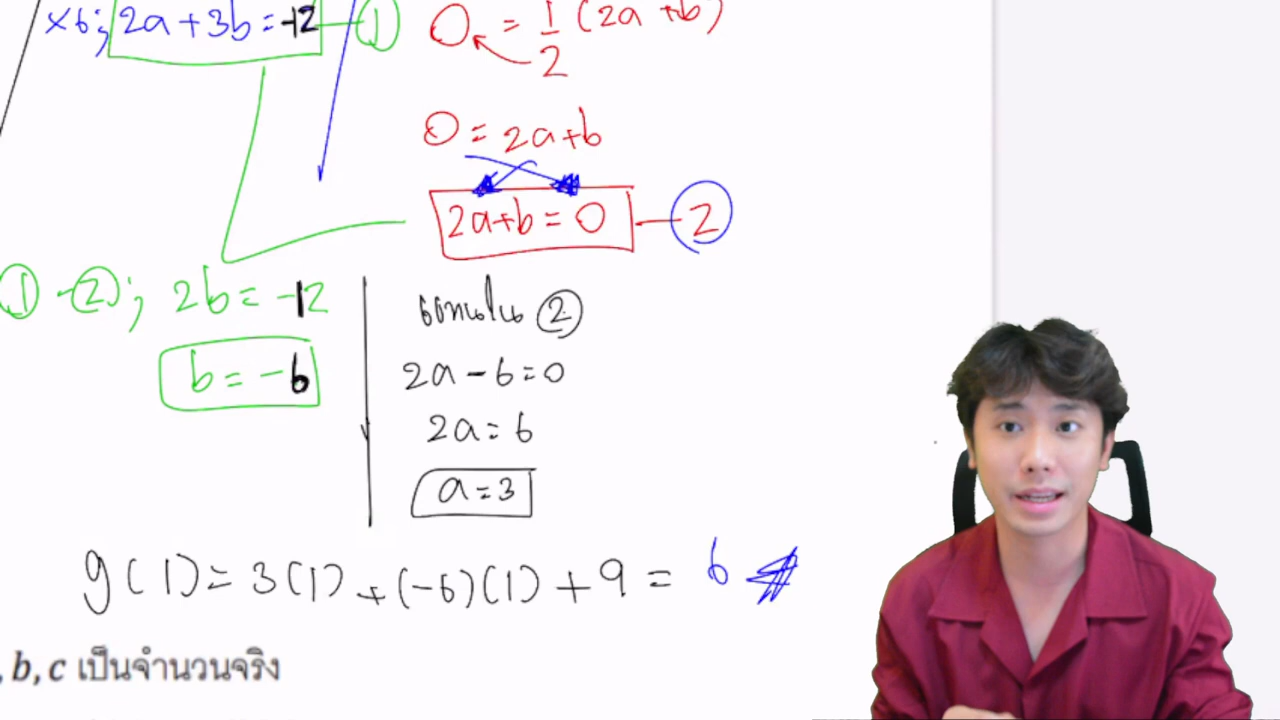 ×6; 2a+3b=-12 — ①
0 = 1/2 (2a+b)
0 = 2a+b
2a+b = 0 — ②
① - ②; 2b = -12
b = -6
แทนใน ②
2a - 6 = 0
2a = 6
a = 3
g(1) = 3(1) + (-6)(1) + 9 = 6
, b, c เป็นจำนวนจริง